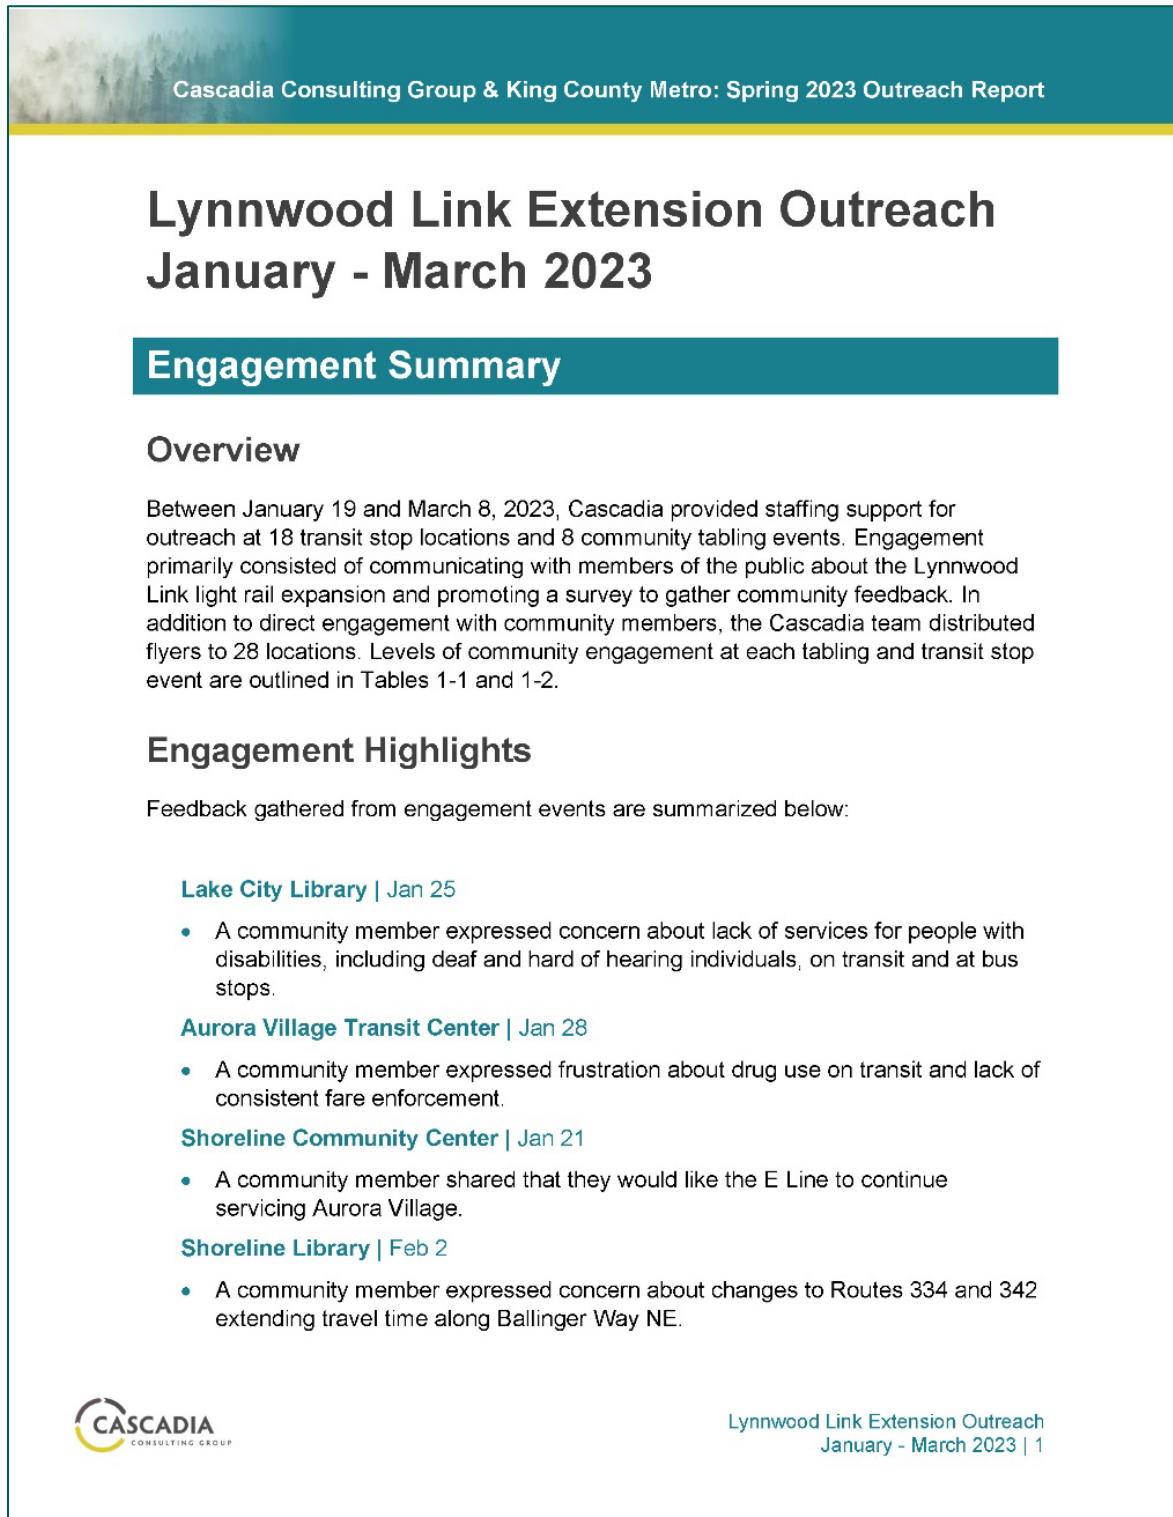 Cascadia Consulting Group & King County Metro: Spring 2023 Outreach Report
Lynnwood Link Extension Outreach
January - March 2023
Engagement Summary
Overview
Between January 19 and March 8, 2023, Cascadia provided staffing support for
outreach at 18 transit stop locations and 8 community tabling events. Engagement
primarily consisted of communicating with members of the public about the Lynnwood
Link light rail expansion and promoting a survey to gather community feedback. In
addition to direct engagement with community members, the Cascadia team distributed
flyers to 28 locations. Levels of community engagement at each tabling and transit stop
event are outlined in Tables 1-1 and 1-2.
Engagement Highlights
Feedback gathered from engagement events are summarized below:
Lake City Library | Jan 25
• A community member expressed concern about lack of services for people with
disabilities, including deaf and hard of hearing individuals, on transit and at bus
stops.
Aurora Village Transit Center | Jan 28
• A community member expressed frustration about drug use on transit and lack of
consistent fare enforcement.
Shoreline Community Center | Jan 21
• A community member shared that they would like the E Line to continue
servicing Aurora Village.
Shoreline Library | Feb 2
• A community member expressed concern about changes to Routes 334 and 342
extending travel time along Ballinger Way NE.
CASCADIA
CONSULTING GROUP
Lynnwood Link Extension Outreach
January - March 2023 | 1